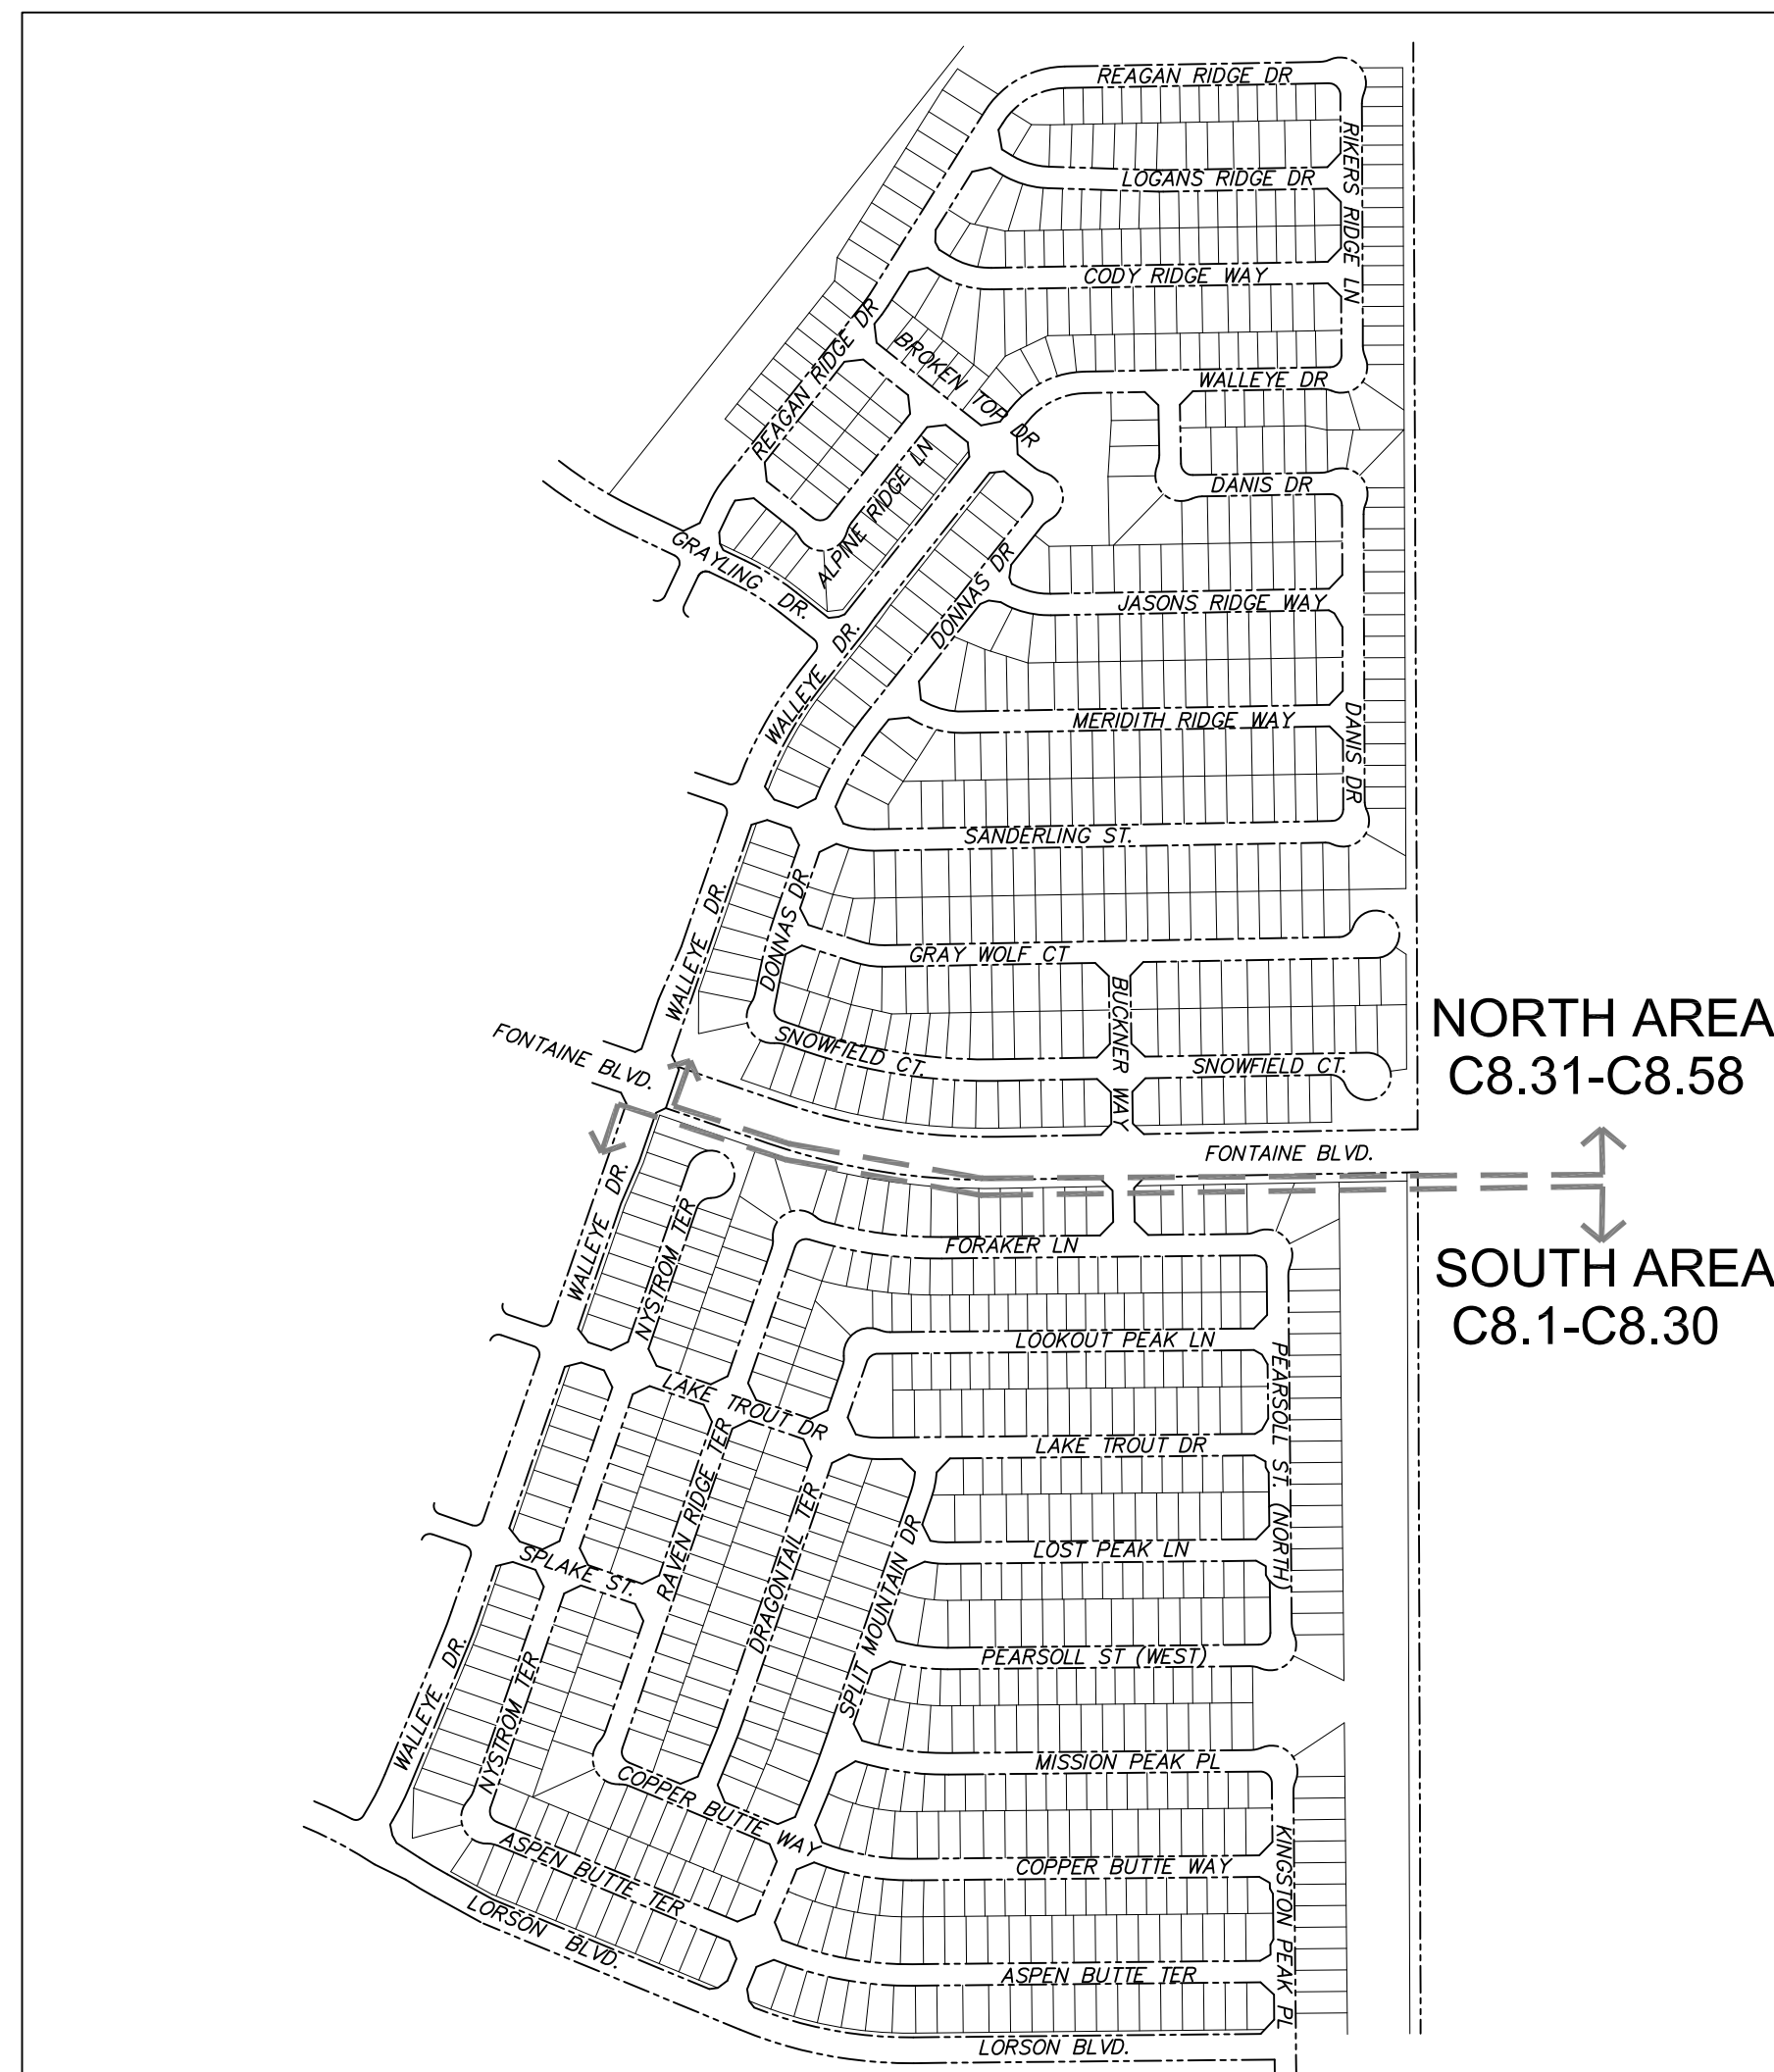 REAGAN RIDGE DR
RIKERS RIDGE LN
LOGANS RIDGE DR
CODY RIDGE WAY
REAGAN RIDGE DR
BROKEN TOP DR
WALLEYE DR
ALPINE RIDGE LN
DANIS DR
GRAYLING DR.
DONNAS DR
JASONS RIDGE WAY
WALLEYE DR.
MERIDITH RIDGE WAY
DANIS DR
SANDERLING ST.
WALLEYE DR.
DONNAS DR
GRAY WOLF CT
BUCKNER WAY
NORTH AREA
C8.31-C8.58
FONTAINE BLVD.
SNOWFIELD CT.
SNOWFIELD CT.
FONTAINE BLVD.
WALLEYE DR.
NYSTROM TER
FORAKER LN
SOUTH AREA
C8.1-C8.30
LOOKOUT PEAK LN
PEARSOLL ST. (NORTH)
LAKE TROUT DR
LAKE TROUT DR
RAVEN RIDGE TER
DRAGONTAIL TER
SPLIT MOUNTAIN DR
LOST PEAK LN
SPLAKE ST.
PEARSOLL ST (WEST)
WALLEYE DR.
NYSTROM TER
MISSION PEAK PL
COPPER BUTTE WAY
KINGSTON PEAK PL
COPPER BUTTE WAY
ASPEN BUTTE TER
LORSON BLVD.
ASPEN BUTTE TER
LORSON BLVD.